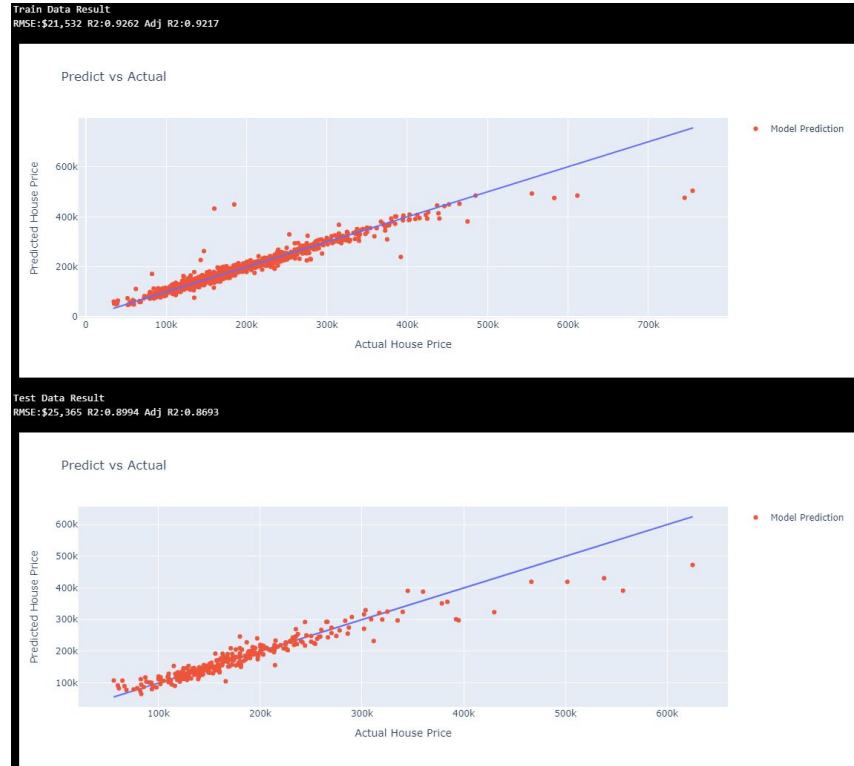 Train Data Result
RMSE:$21,532 R2:0.9262 Adj R2:0.9217
Predict vs Actual
Model Prediction
Predicted House Price
600k
400k
200k
0
0 100k 200k 300k 400k 500k 600k 700k
Actual House Price
Test Data Result
RMSE:$25,365 R2:0.8994 Adj R2:0.8693
Predict vs Actual
Model Prediction
Predicted House Price
600k
500k
400k
300k
200k
100k
100k 200k 300k 400k 500k 600k
Actual House Price